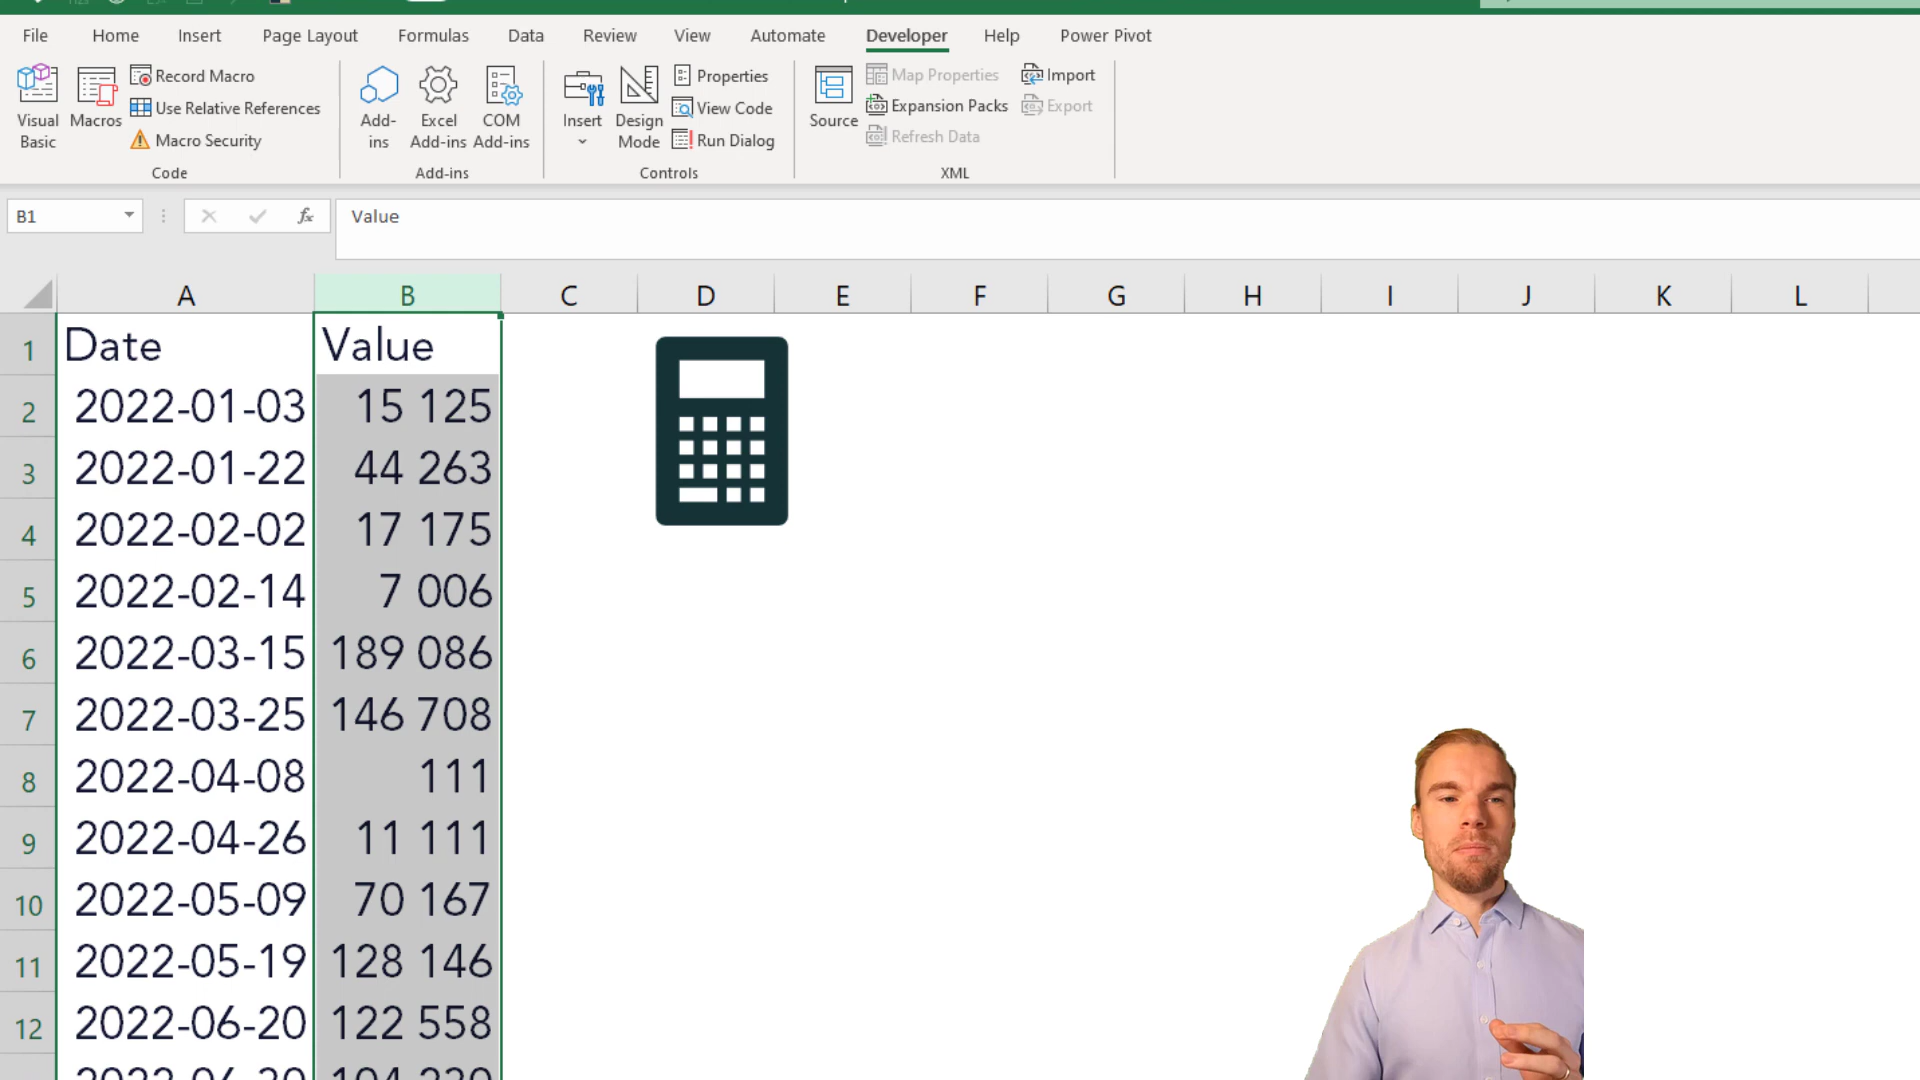 File Home Insert Page Layout Formulas Data Review View Automate Developer Help Power Pivot
Visual Basic
Macros
Record Macro
Use Relative References
Macro Security
Code
Add-ins
Excel Add-ins
COM Add-ins
Add-ins
Insert
Design Mode
Properties
View Code
Run Dialog
Controls
Source
Map Properties
Expansion Packs
Refresh Data
Import
Export
XML
B1 fx Value
A B C D E F G H I J K L
1 Date Value
2 2022-01-03 15 125
3 2022-01-22 44 263
4 2022-02-02 17 175
5 2022-02-14 7 006
6 2022-03-15 189 086
7 2022-03-25 146 708
8 2022-04-08 111
9 2022-04-26 11 111
10 2022-05-09 70 167
11 2022-05-19 128 146
12 2022-06-20 122 558